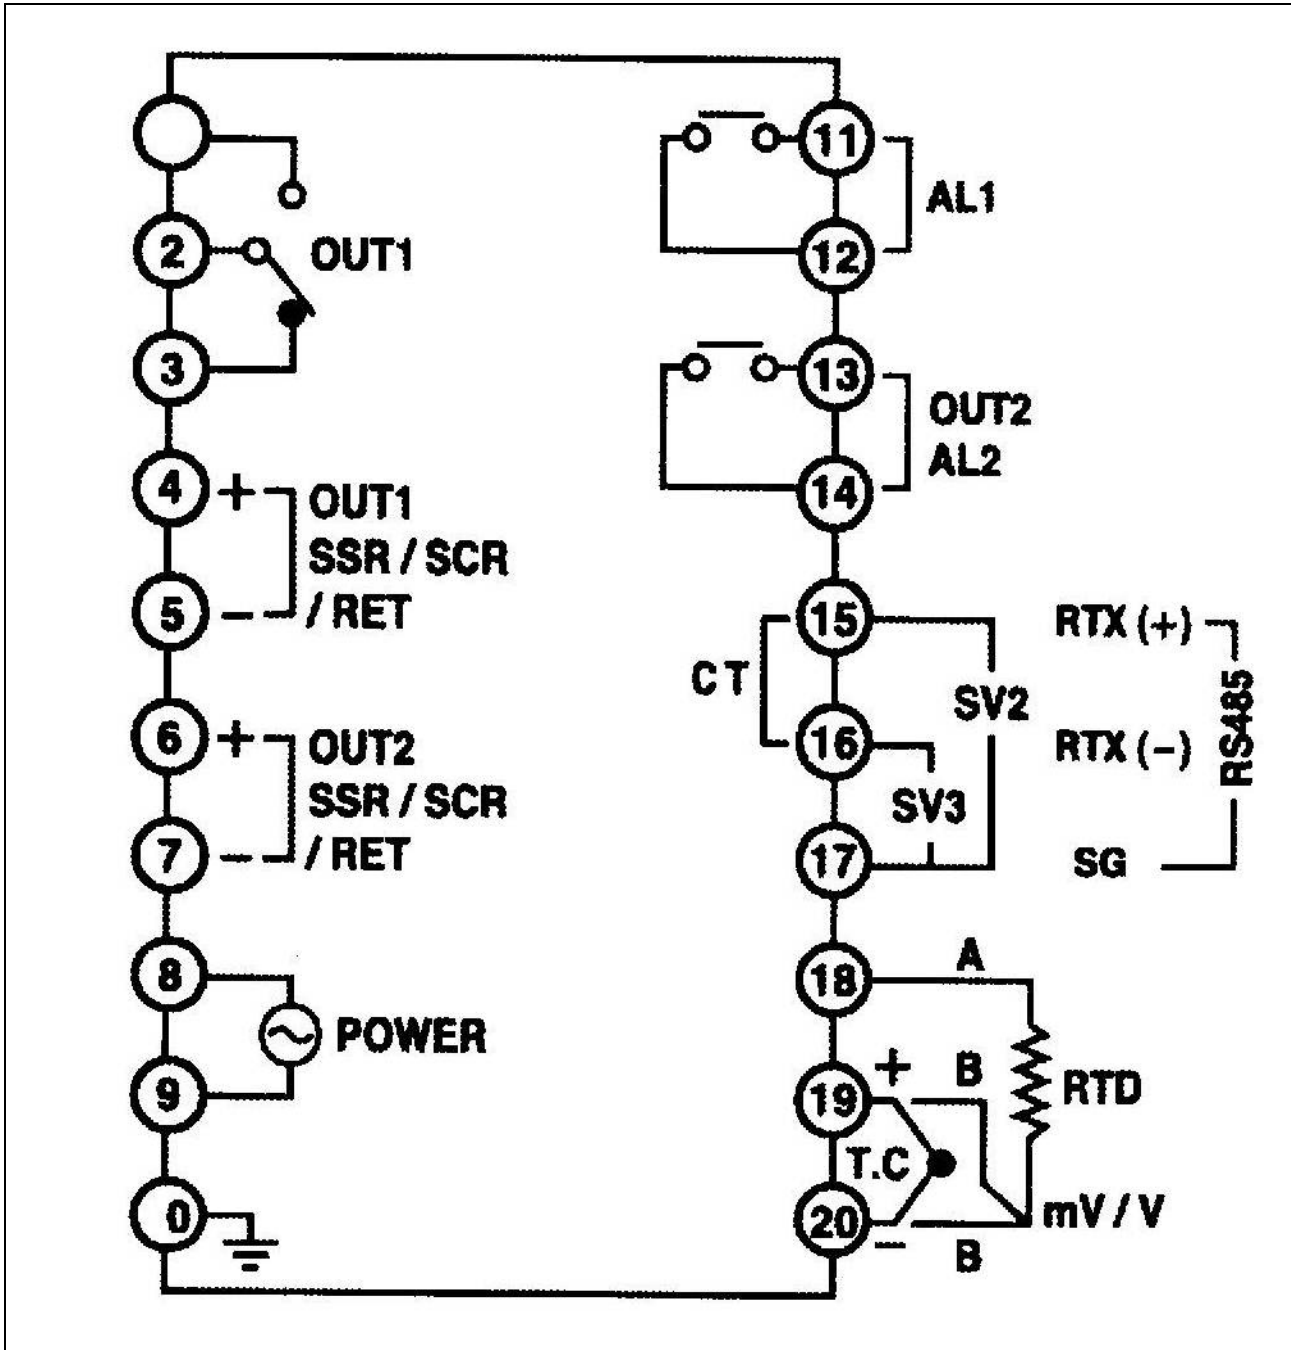 2
OUT1
3
4 +
OUT1
SSR / SCR
/ RET
5 −
6 +
OUT2
SSR / SCR
/ RET
7 −
8
POWER
9
0
11
AL1
12
13
OUT2
AL2
14
15
CT
16
SV2
SV3
17
RTX (+)
RTX (−)
RS485
SG
18
A
19 +
B
RTD
T.C
20 −
B
mV / V